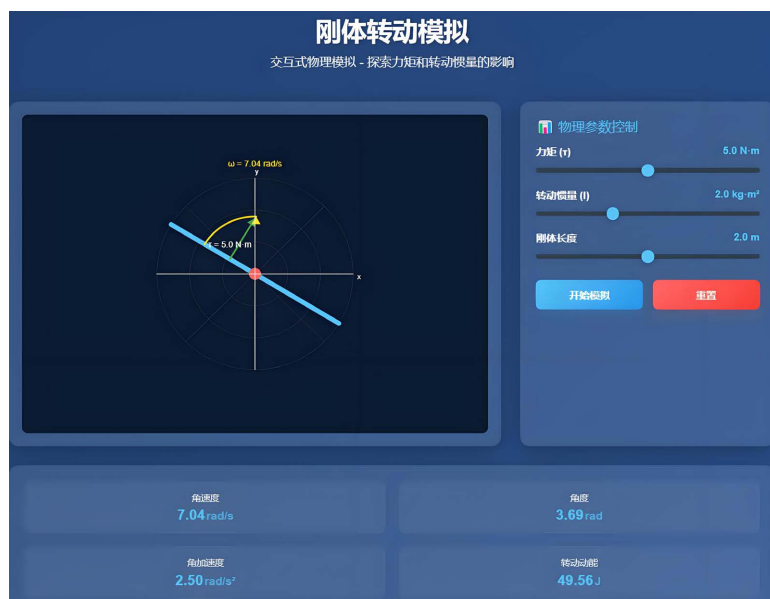 刚体转动模拟
交互式物理模拟 - 探索力矩和转动惯量的影响
ω = 7.04 rad/s
y
τ = 5.0 N·m
x
物理参数控制
力矩 (τ) 5.0 N·m
转动惯量 (I) 2.0 kg·m²
刚体长度 2.0 m
开始模拟 重置
角速度
7.04 rad/s
角度
3.69 rad
角加速度
2.50 rad/s²
转动动能
49.56 J